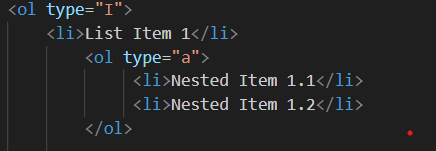 <ol type="I">
<li>List Item 1</li>
<ol type="a">
<li>Nested Item 1.1</li>
<li>Nested Item 1.2</li>
</ol>